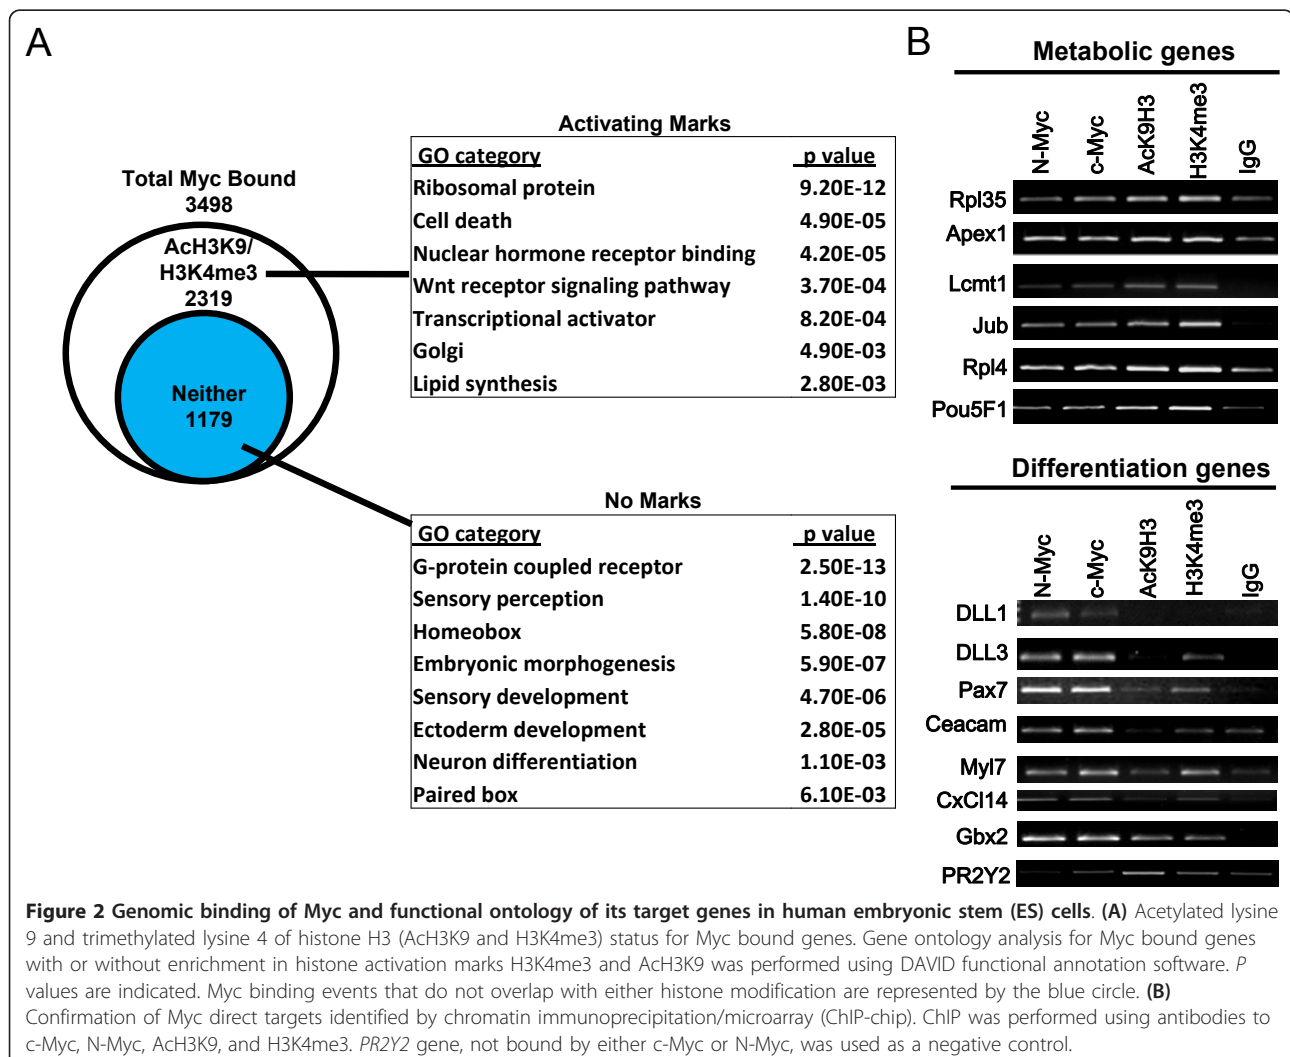 A
Total Myc Bound
3498
AcH3K9/
H3K4me3
2319
Neither
1179
Activating Marks
GO category p value
Ribosomal protein 9.20E-12
Cell death 4.90E-05
Nuclear hormone receptor binding 4.20E-05
Wnt receptor signaling pathway 3.70E-04
Transcriptional activator 8.20E-04
Golgi 4.90E-03
Lipid synthesis 2.80E-03
No Marks
GO category p value
G-protein coupled receptor 2.50E-13
Sensory perception 1.40E-10
Homeobox 5.80E-08
Embryonic morphogenesis 5.90E-07
Sensory development 4.70E-06
Ectoderm development 2.80E-05
Neuron differentiation 1.10E-03
Paired box 6.10E-03
B
Metabolic genes
N-Myc c-Myc AcK9H3 H3K4me3 IgG
Rpl35
Apex1
Lcmt1
Jub
Rpl4
Pou5F1
Differentiation genes
N-Myc c-Myc AcK9H3 H3K4me3 IgG
DLL1
DLL3
Pax7
Ceacam
Myl7
CxCl14
Gbx2
PR2Y2
Figure 2 Genomic binding of Myc and functional ontology of its target genes in human embryonic stem (ES) cells. (A) Acetylated lysine
9 and trimethylated lysine 4 of histone H3 (AcH3K9 and H3K4me3) status for Myc bound genes. Gene ontology analysis for Myc bound genes
with or without enrichment in histone activation marks H3K4me3 and AcH3K9 was performed using DAVID functional annotation software. P
values are indicated. Myc binding events that do not overlap with either histone modification are represented by the blue circle. (B)
Confirmation of Myc direct targets identified by chromatin immunoprecipitation/microarray (ChIP-chip). ChIP was performed using antibodies to
c-Myc, N-Myc, AcH3K9, and H3K4me3. PR2Y2 gene, not bound by either c-Myc or N-Myc, was used as a negative control.